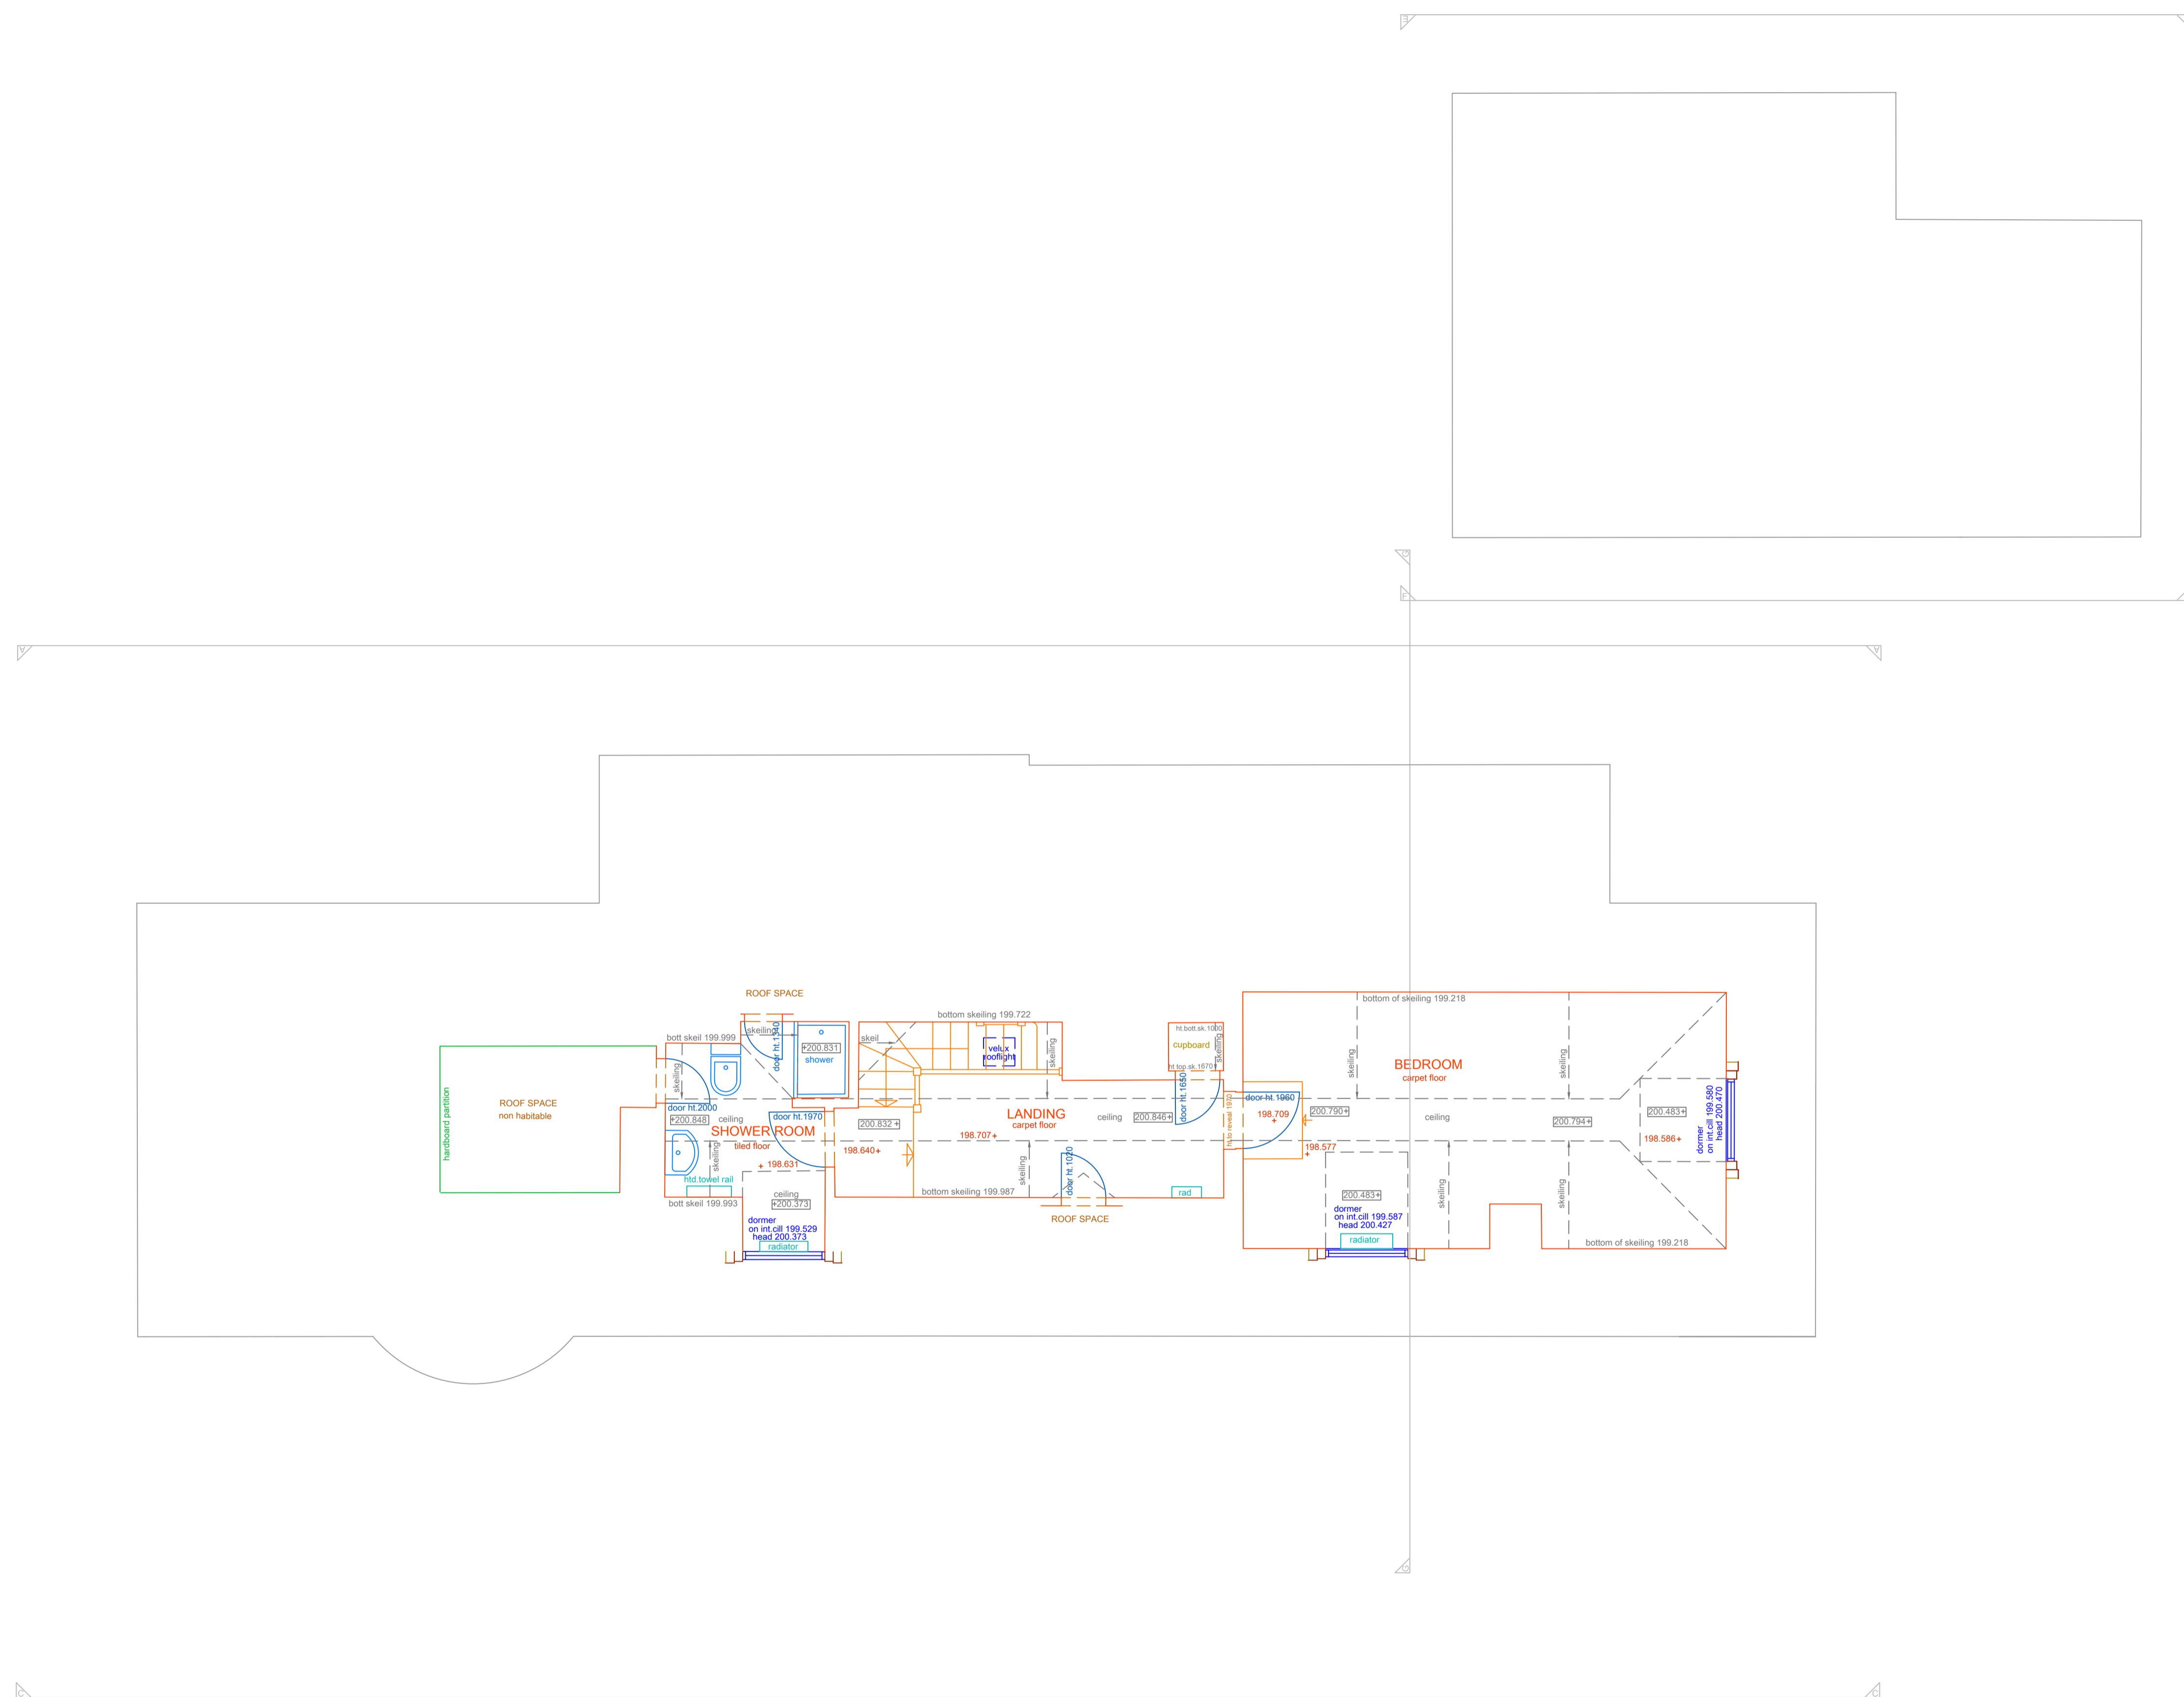 E
G
F
A
A
ROOF SPACE
bottom of skeiling 199.218
bottom skeiling 199.722
ht.bott.sk.1000
skeiling
door ht.1340
bott skeil 199.999
skeil
+200.831
shower
velux
rooflight
skeiling
cupboard
skeiling
ht top.sk.1670
BEDROOM
carpet floor
skeiling
skeiling
skeiling
hardboard partition
ROOF SPACE
non habitable
door ht.2000
+200.848
ceiling
door ht.1970
SHOWER ROOM
tiled floor
200.832 +
LANDING
carpet floor
ceiling
200.846+
door ht.1650
ht.to reveal 1970
door ht.1960
198.709
+
200.790+
ceiling
200.794+
200.483+
dormer
on int.cill 199.580
head 200.470
198.707+
198.640+
198.577
+
198.586+
+ 198.631
skeiling
htd.towel rail
skeiling
door ht.1020
bottom skeiling 199.987
rad
skeiling
skeiling
ceiling
+200.373
bott skeil 199.993
200.483+
dormer
on int.cill 199.529
head 200.373
radiator
ROOF SPACE
dormer
on int.cill 199.587
head 200.427
radiator
bottom of skeiling 199.218
G
C
C